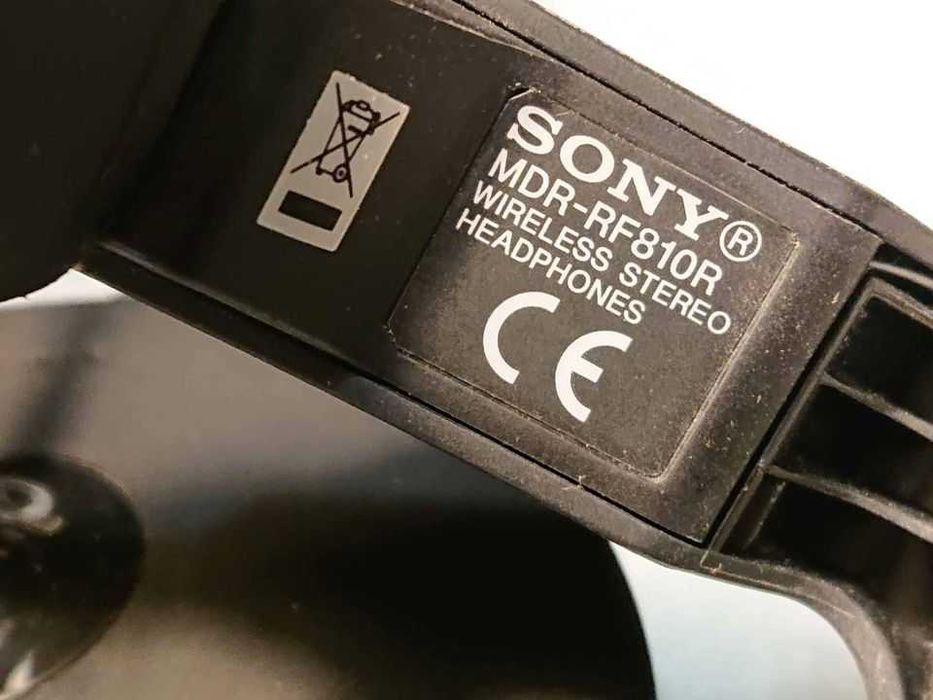 SONY®
MDR-RF810R
WIRELESS STEREO
HEADPHONES
CE